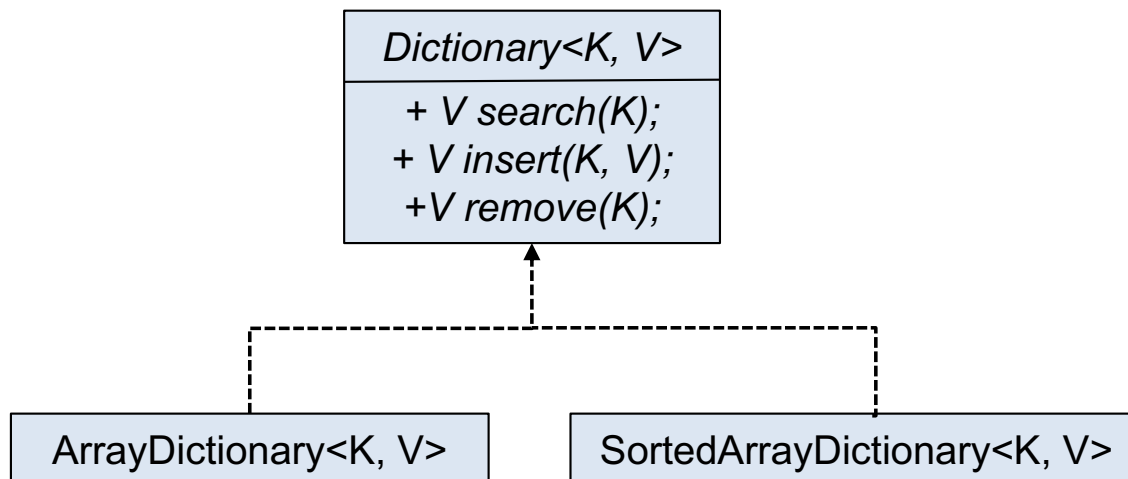 Dictionary<K, V>
+ V search(K);
+ V insert(K, V);
+V remove(K);
ArrayDictionary<K, V>
SortedArrayDictionary<K, V>